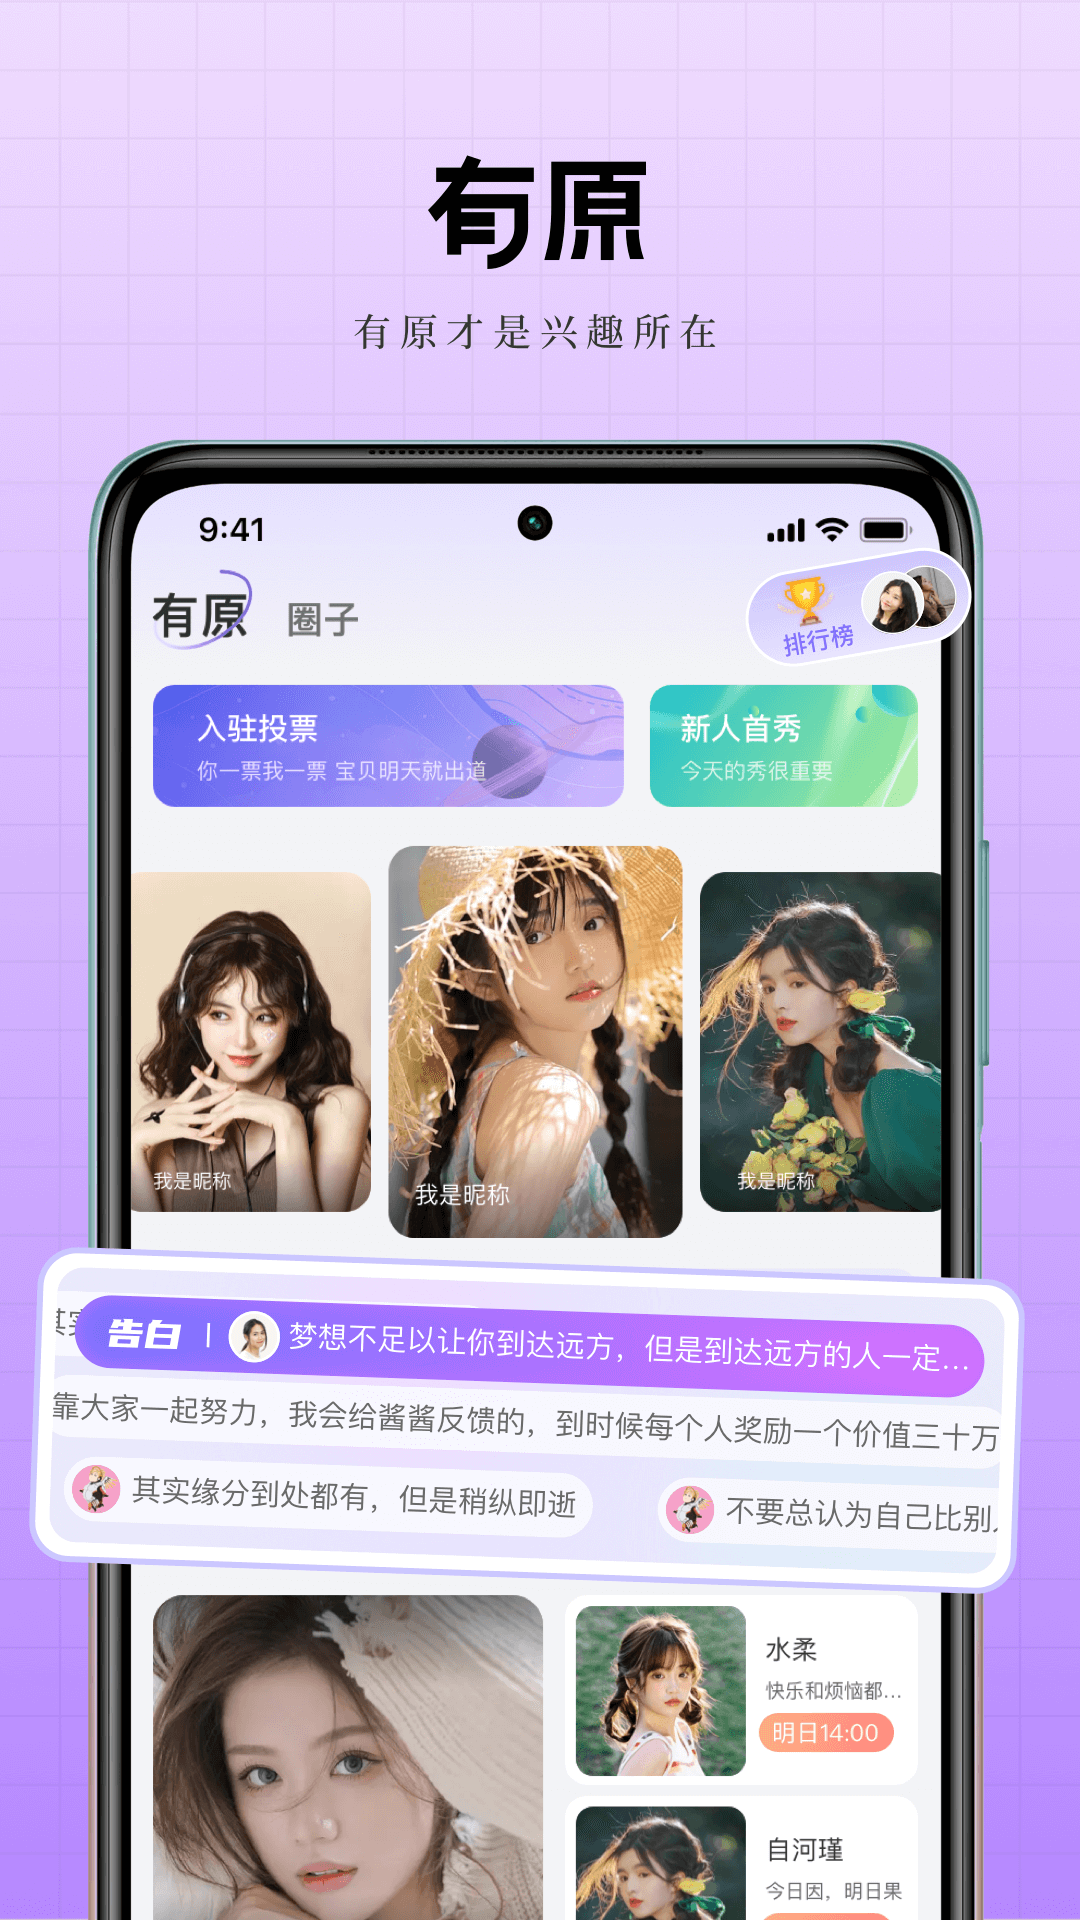 有原
有原才是兴趣所在
9:41
有原 圈子
排行榜
入驻投票
你一票我一票 宝贝明天就出道
新人首秀
今天的秀很重要
我是昵称
我是昵称
我是昵称
其实
告白 | 梦想不足以让你到达远方，但是到达远方的人一定...
靠大家一起努力，我会给酱酱反馈的，到时候每个人奖励一个价值三十万
其实缘分到处都有，但是稍纵即逝
不要总认为自己比别人
水柔
快乐和烦恼都...
明日14:00
自河瑾
今日因，明日果